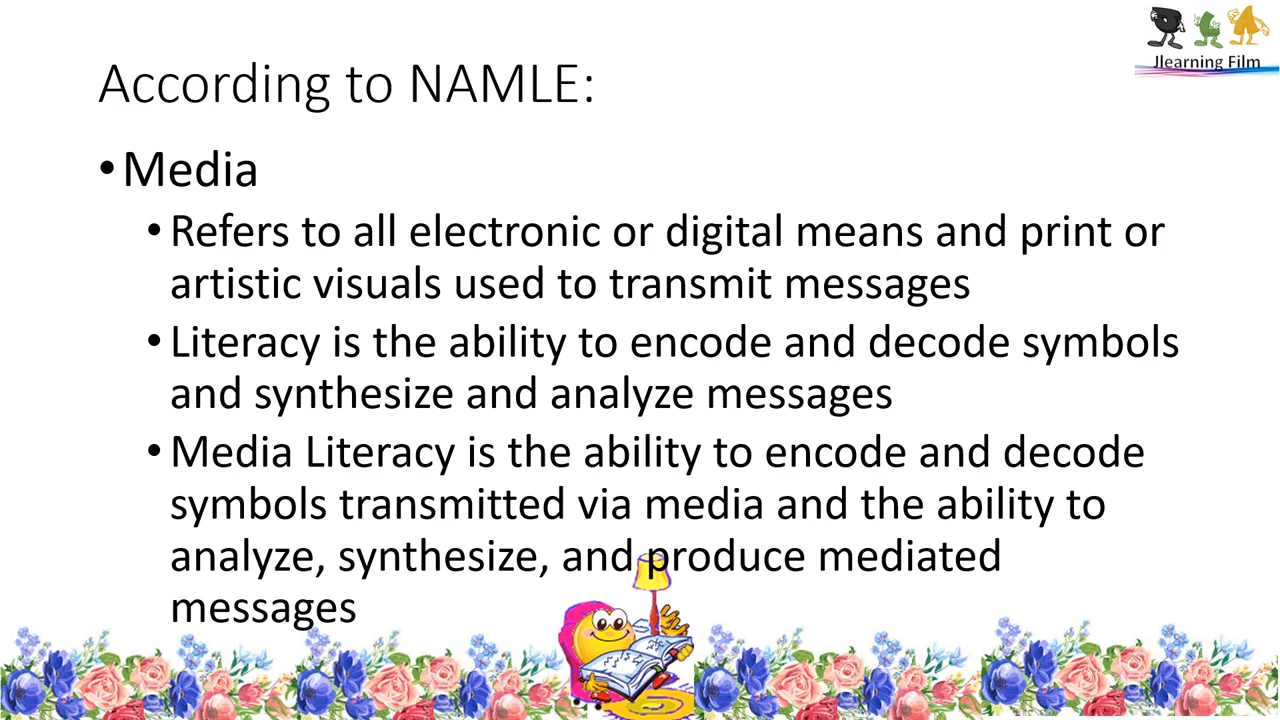 Jlearning Film
According to NAMLE:
•Media
•Refers to all electronic or digital means and print or
artistic visuals used to transmit messages
•Literacy is the ability to encode and decode symbols
and synthesize and analyze messages
•Media Literacy is the ability to encode and decode
symbols transmitted via media and the ability to
analyze, synthesize, and produce mediated
messages